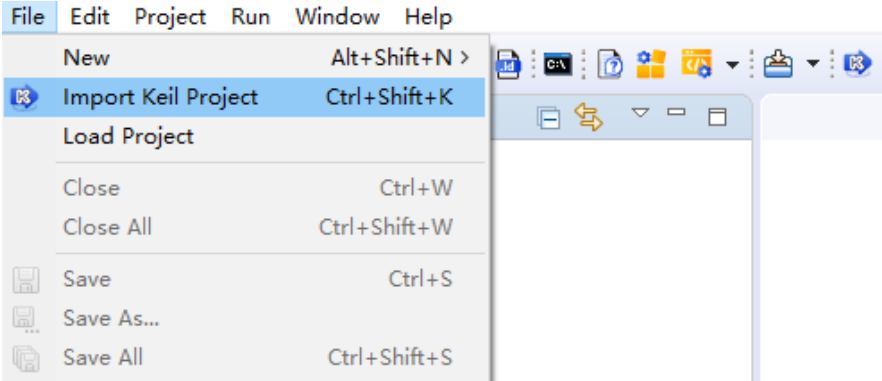 File Edit Project Run Window Help
New Alt+Shift+N >
Import Keil Project Ctrl+Shift+K
Load Project
Close Ctrl+W
Close All Ctrl+Shift+W
Save Ctrl+S
Save As...
Save All Ctrl+Shift+S